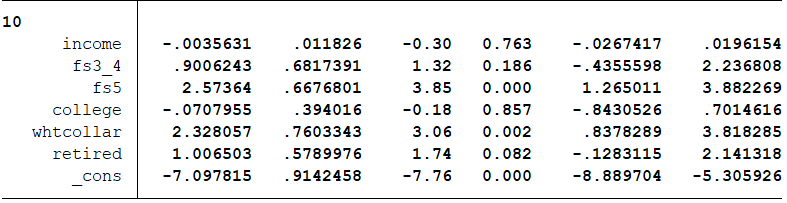 10
income -.0035631 .011826 -0.30 0.763 -.0267417 .0196154
fs3_4 .9006243 .6817391 1.32 0.186 -.4355598 2.236808
fs5 2.57364 .6676801 3.85 0.000 1.265011 3.882269
college -.0707955 .394016 -0.18 0.857 -.8430526 .7014616
whtcollar 2.328057 .7603343 3.06 0.002 .8378289 3.818285
retired 1.006503 .5789976 1.74 0.082 -.1283115 2.141318
_cons -7.097815 .9142458 -7.76 0.000 -8.889704 -5.305926